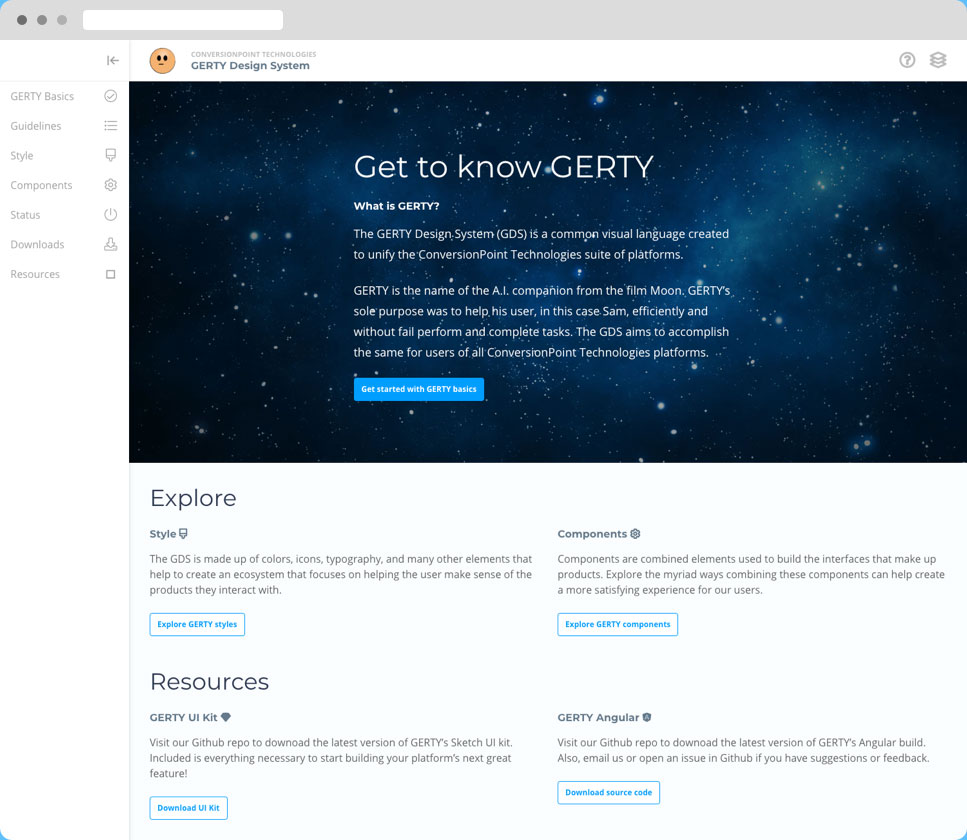 CONVERSIONPOINT TECHNOLOGIES
GERTY Design System
GERTY Basics
Guidelines
Style
Components
Status
Downloads
Resources
Get to know GERTY
What is GERTY?
The GERTY Design System (GDS) is a common visual language created
to unify the ConversionPoint Technologies suite of platforms.
GERTY is the name of the A.I. companion from the film Moon. GERTY’s
sole purpose was to help his user, in this case Sam, efficiently and
without fail perform and complete tasks. The GDS aims to accomplish
the same for users of all ConversionPoint Technologies platforms.
Get started with GERTY basics
Explore
Style
The GDS is made up of colors, icons, typography, and many other elements that
help to create an ecosystem that focuses on helping the user make sense of the
products they interact with.
Explore GERTY styles
Components
Components are combined elements used to build the interfaces that make up
products. Explore the myriad ways combining these components can help create
a more satisfying experience for our users.
Explore GERTY components
Resources
GERTY UI Kit
Visit our Github repo to downoad the latest version of GERTY’s Sketch UI kit.
Included is everything necessary to start building your platform’s next great
feature!
Download UI Kit
GERTY Angular
Visit our Github repo to downoad the latest version of GERTY’s Angular build.
Also, email us or open an issue in Github if you have suggestions or feedback.
Download source code